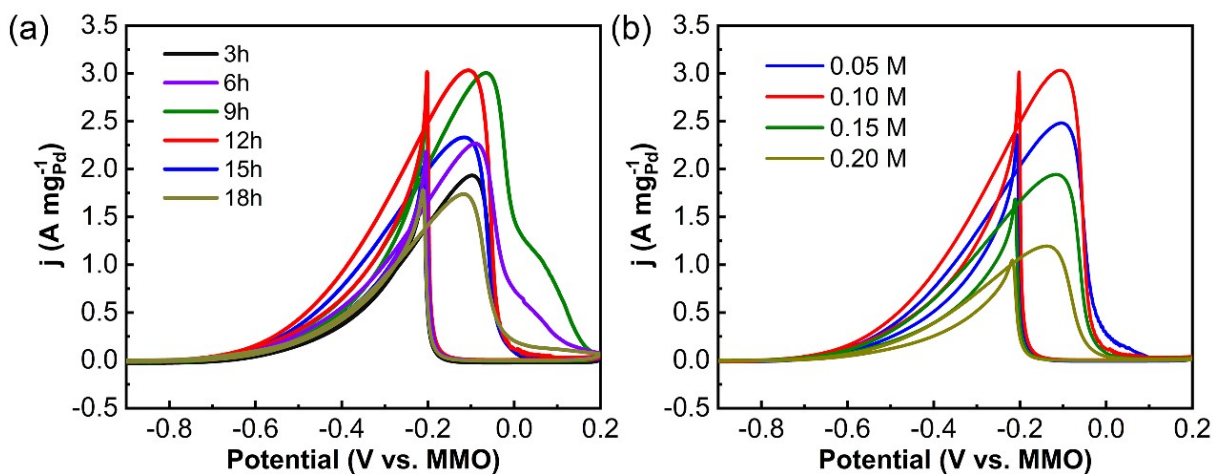 (a)
3.5
3.0
2.5
2.0
1.5
1.0
0.5
0.0
-0.5
j (A mg⁻¹Pd)
3h
6h
9h
12h
15h
18h
-0.8 -0.6 -0.4 -0.2 0.0 0.2
Potential (V vs. MMO)
(b)
3.5
3.0
2.5
2.0
1.5
1.0
0.5
0.0
-0.5
j (A mg⁻¹Pd)
0.05 M
0.10 M
0.15 M
0.20 M
-0.8 -0.6 -0.4 -0.2 0.0 0.2
Potential (V vs. MMO)